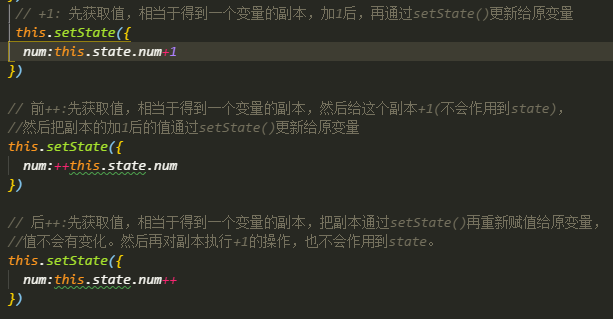 })
// +1: 先获取值，相当于得到一个变量的副本，加1后，再通过setState()更新给原变量
this.setState({
num:this.state.num+1
})
// 前++:先获取值，相当于得到一个变量的副本，然后给这个副本+1(不会作用到state)，
//然后把副本的加1后的值通过setState()更新给原变量
this.setState({
num:++this.state.num
})
// 后++:先获取值，相当于得到一个变量的副本，把副本通过setState()再重新赋值给原变量，
//值不会有变化。然后再对副本执行+1的操作，也不会作用到state。
this.setState({
num:this.state.num++
})